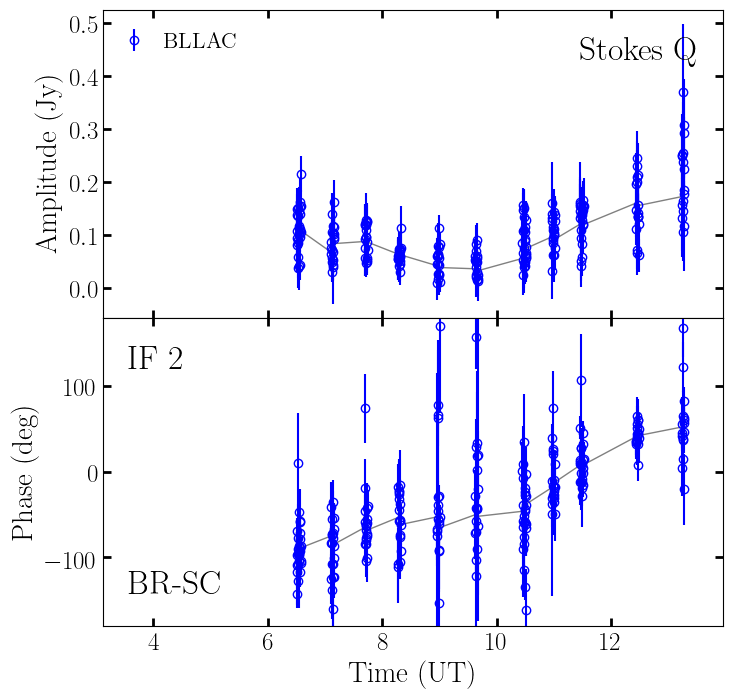 0.5
BLLAC
Stokes Q
0.4
0.3
0.2
0.1
0.0
Amplitude (Jy)
IF 2
100
0
−100
Phase (deg)
BR-SC
4 6 8 10 12
Time (UT)